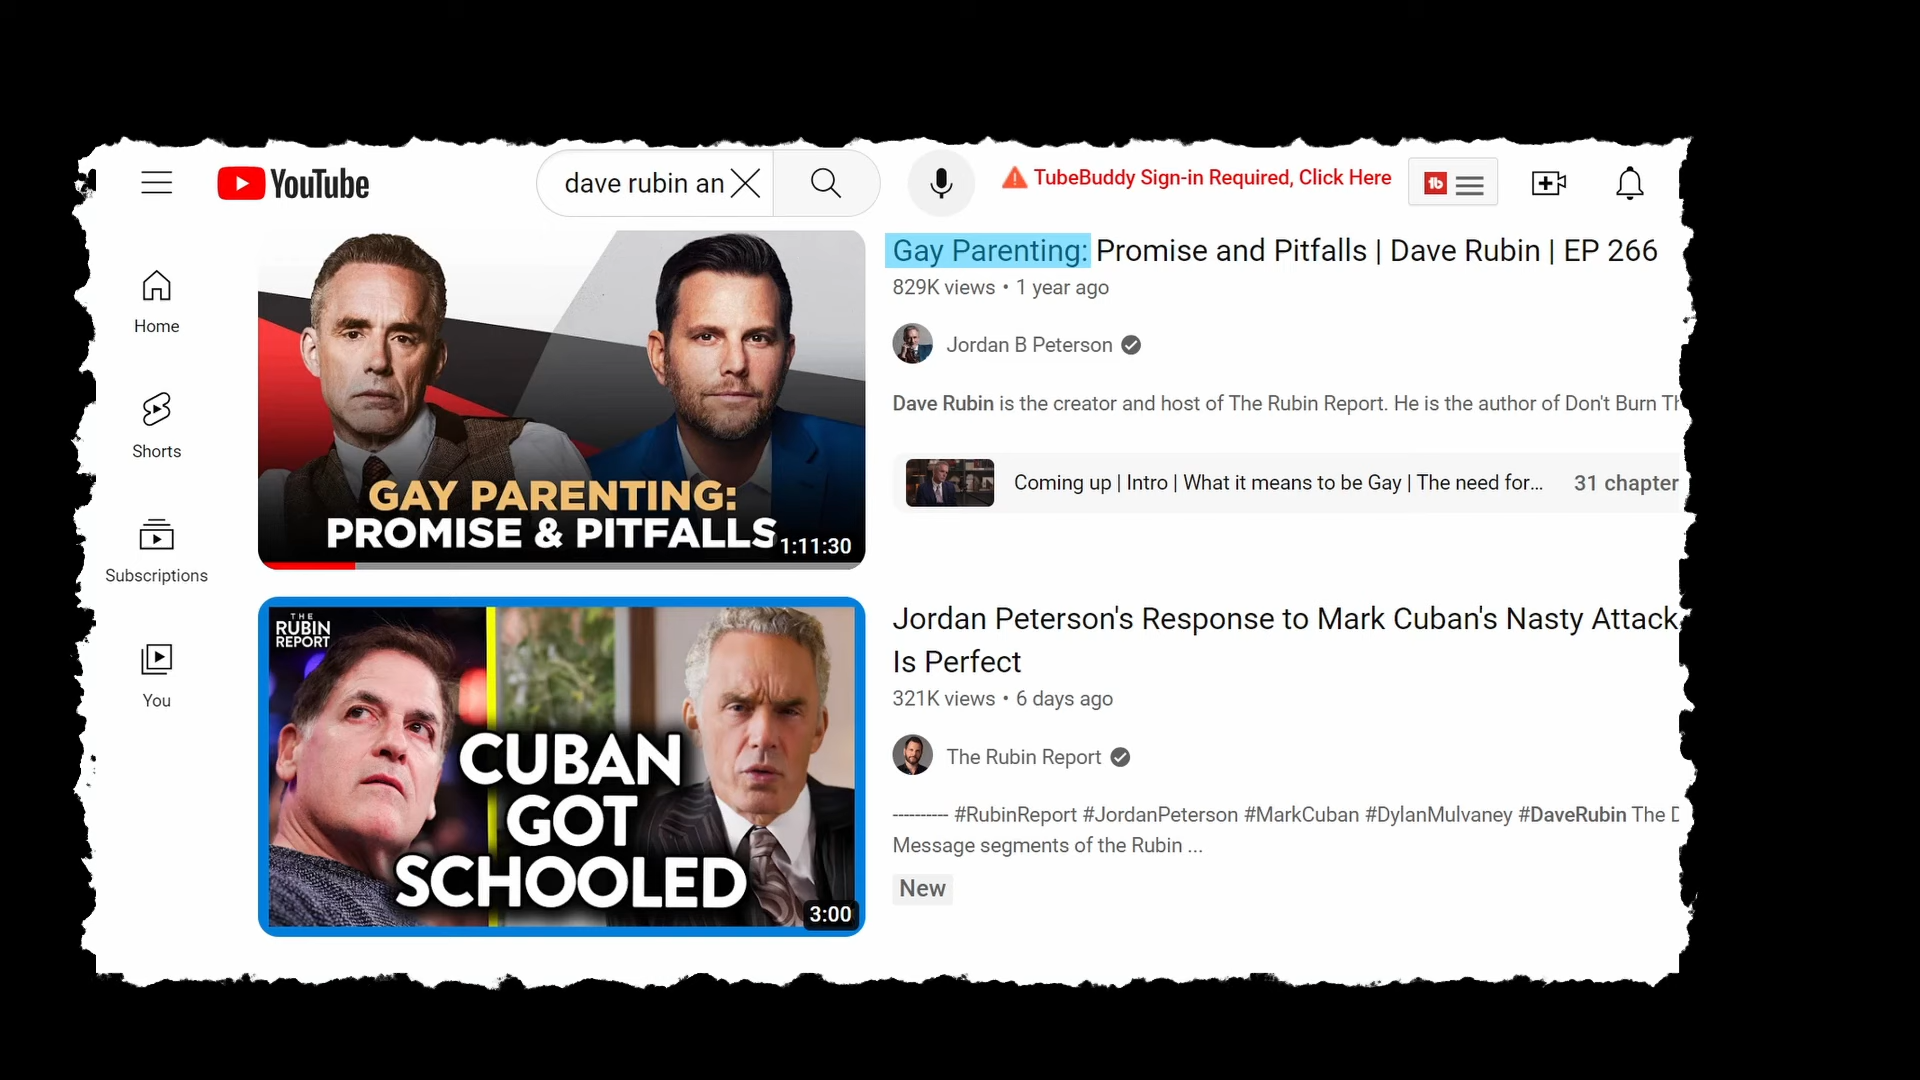 YouTube
dave rubin an
TubeBuddy Sign-in Required, Click Here
tb
Home
Shorts
Subscriptions
You
GAY PARENTING:
PROMISE & PITFALLS
1:11:30
Gay Parenting: Promise and Pitfalls | Dave Rubin | EP 266
829K views • 1 year ago
Jordan B Peterson
Dave Rubin is the creator and host of The Rubin Report. He is the author of Don't Burn Th
Coming up | Intro | What it means to be Gay | The need for... 31 chapter
THE
RUBIN
REPORT
CUBAN
GOT
SCHOOLED
3:00
Jordan Peterson's Response to Mark Cuban's Nasty Attack
Is Perfect
321K views • 6 days ago
The Rubin Report
---------- #RubinReport #JordanPeterson #MarkCuban #DylanMulvaney #DaveRubin The D
Message segments of the Rubin ...
New